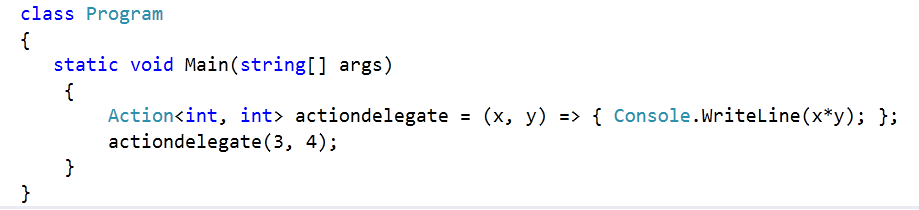 class Program
{
static void Main(string[] args)
{
Action<int, int> actiondelegate = (x, y) => { Console.WriteLine(x*y); };
actiondelegate(3, 4);
}
}